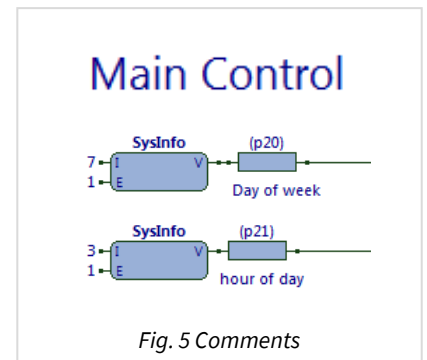 Main Control
SysInfo (p20)
7 I V
1 E
Day of week
SysInfo (p21)
3 I V
1 E
hour of day
Fig. 5 Comments